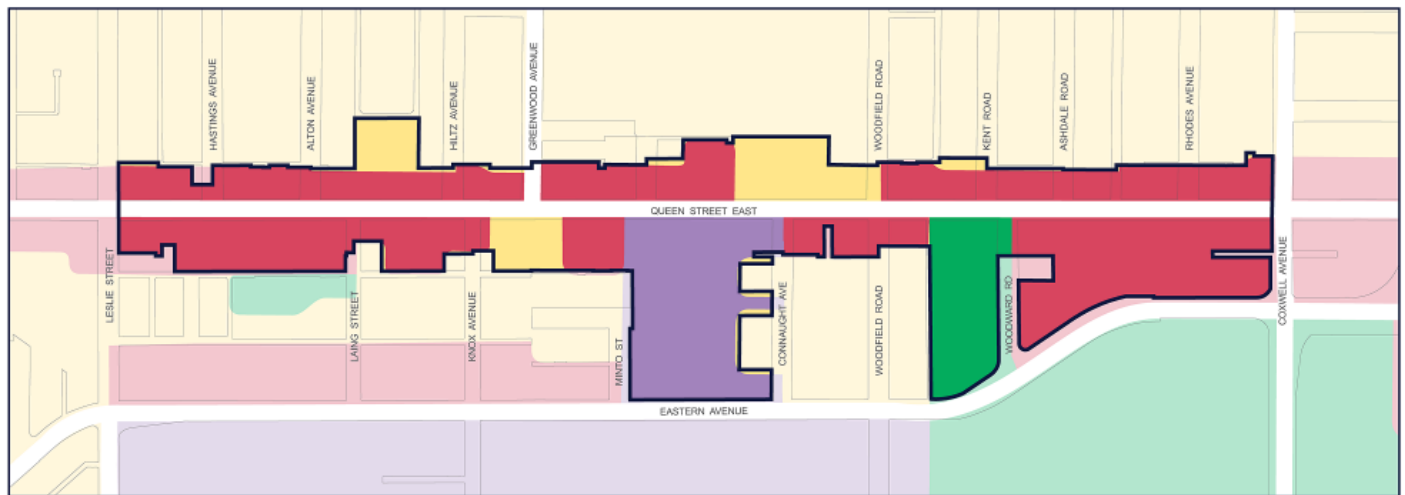 HASTINGS AVENUE
ALTON AVENUE
HILTZ AVENUE
GREENWOOD AVENUE
WOODFIELD ROAD
KENT ROAD
ASHDALE ROAD
RHODES AVENUE
QUEEN STREET EAST
LESLIE STREET
LAING STREET
KNOX AVENUE
MINTO ST
CONNAUGHT AVE
WOODFIELD ROAD
WOODWARD RD
COXWELL AVENUE
EASTERN AVENUE